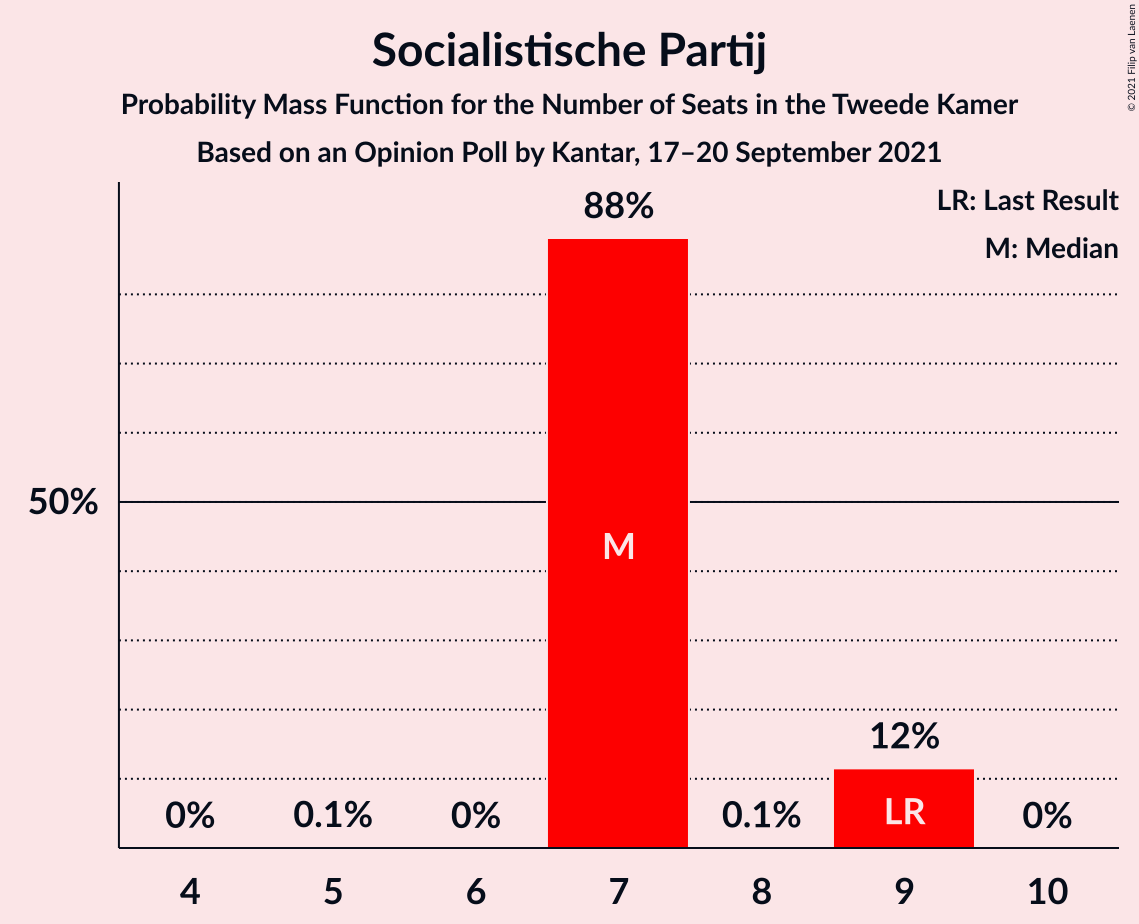 Socialistische Partij
Probability Mass Function for the Number of Seats in the Tweede Kamer
Based on an Opinion Poll by Kantar, 17–20 September 2021
© 2021 Filip van Laenen
LR: Last Result
M: Median
88%
50%
M
12%
0%
0.1%
0%
0.1%
LR
0%
4
5
6
7
8
9
10